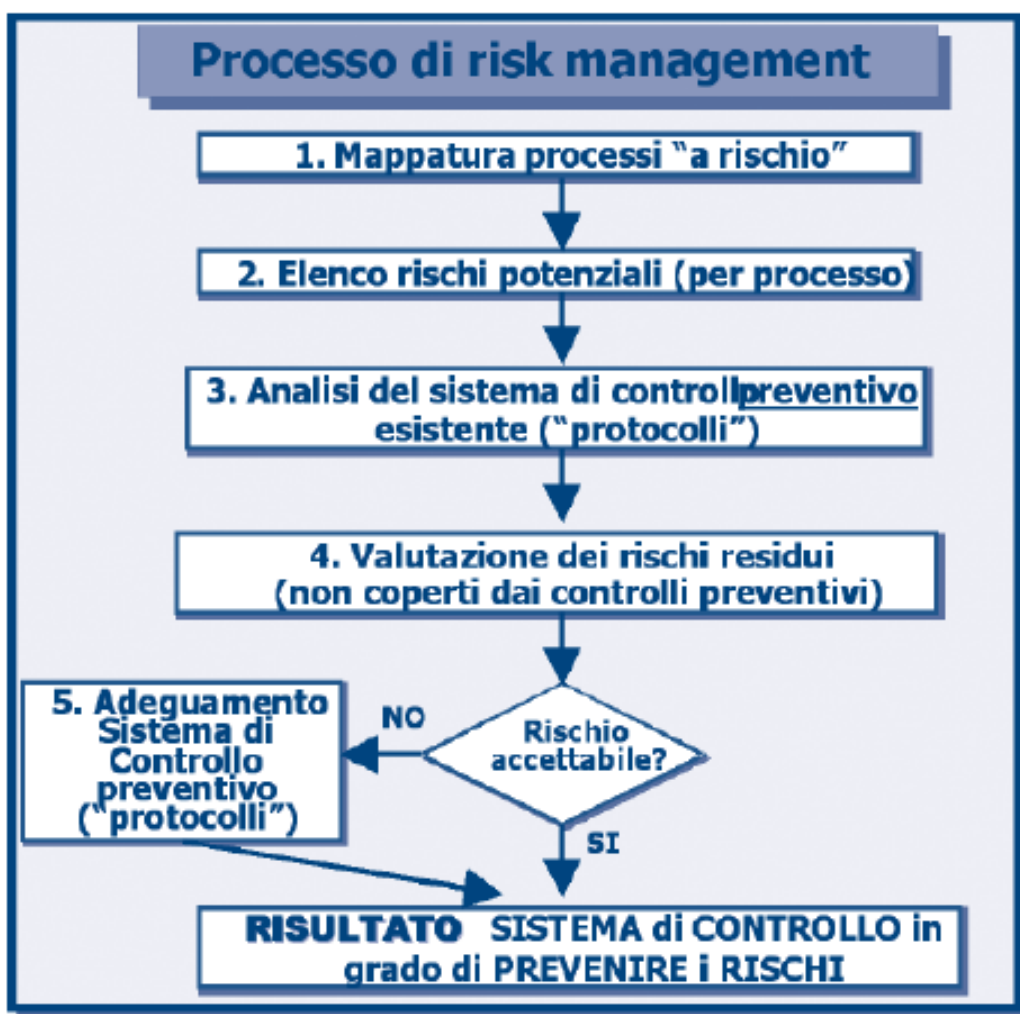 Processo di risk management
1. Mappatura processi “a rischio”
2. Elenco rischi potenziali (per processo)
3. Analisi del sistema di controllo preventivo
esistente (“protocolli”)
4. Valutazione dei rischi residui
(non coperti dai controlli preventivi)
Rischio
accettabile?
NO
5. Adeguamento
Sistema di
Controllo
preventivo
(“protocolli”)
SI
RISULTATO SISTEMA di CONTROLLO in
grado di PREVENIRE i RISCHI